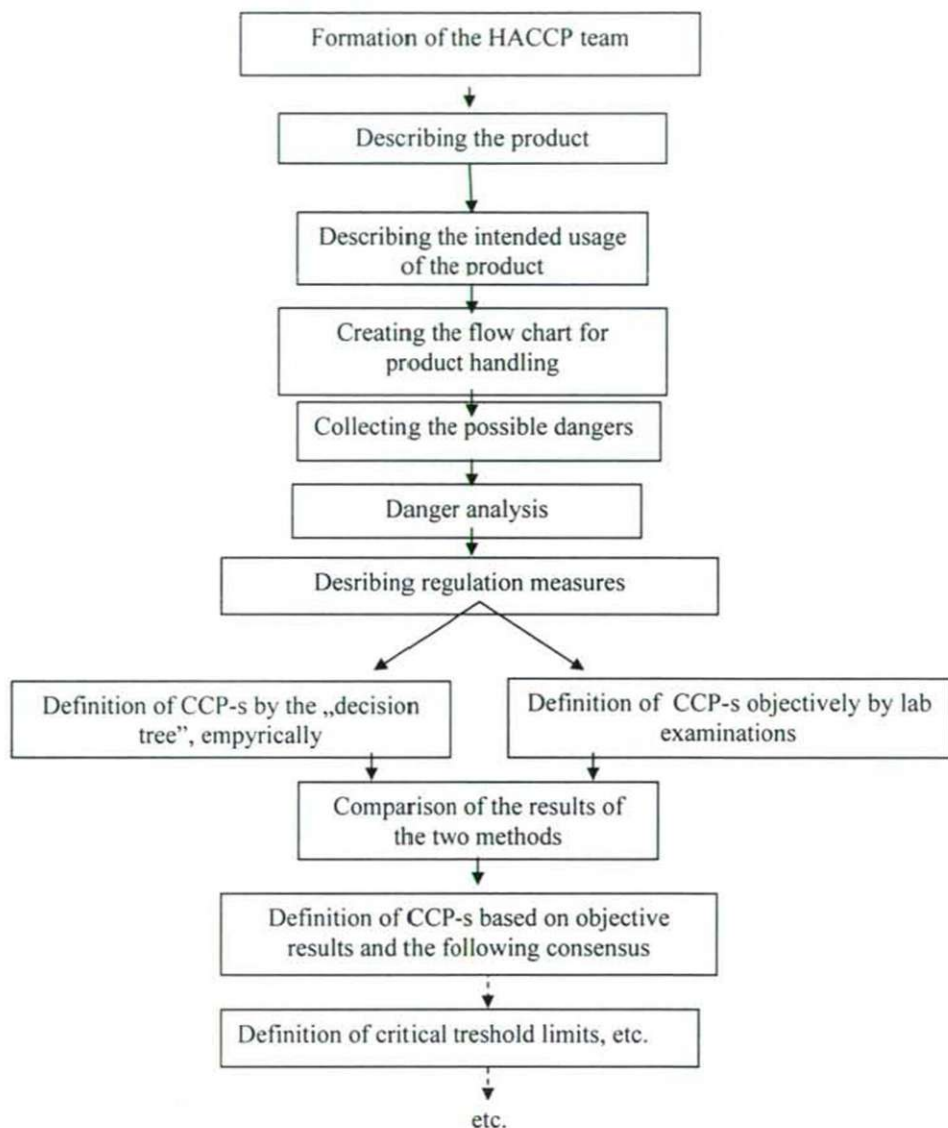 Formation of the HACCP team
Describing the product
Describing the intended usage
of the product
Creating the flow chart for
product handling
Collecting the possible dangers
Danger analysis
Desribing regulation measures
Definition of CCP-s by the „decision
tree”, empyrically
Definition of CCP-s objectively by lab
examinations
Comparison of the results of
the two methods
Definition of CCP-s based on objective
results and the following consensus
Definition of critical treshold limits, etc.
etc.